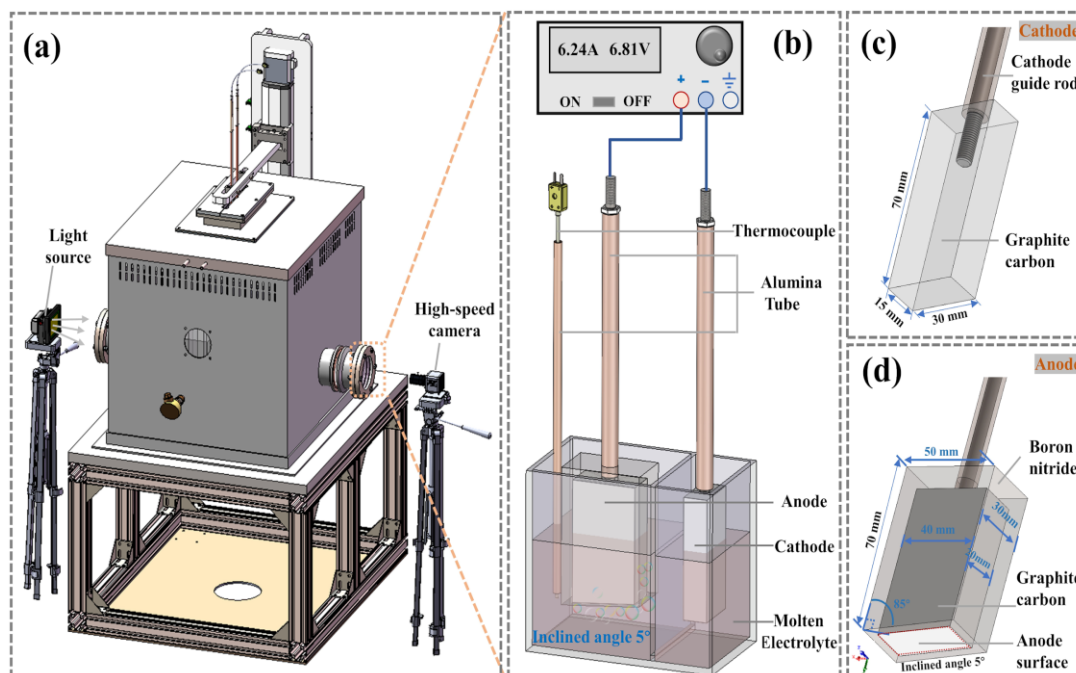 (a)
Light
source
High-speed
camera
(b)
6.24A 6.81V
+ −
ON OFF
Thermocouple
Alumina
Tube
Anode
Cathode
Molten
Electrolyte
Inclined angle 5°
(c)
Cathode
Cathode
guide rod
70 mm
Graphite
carbon
15 mm
30 mm
(d)
Anode
50 mm
Boron
nitride
30mm
70 mm
40 mm
20mm
Graphite
carbon
85°
Anode
surface
Inclined angle 5°